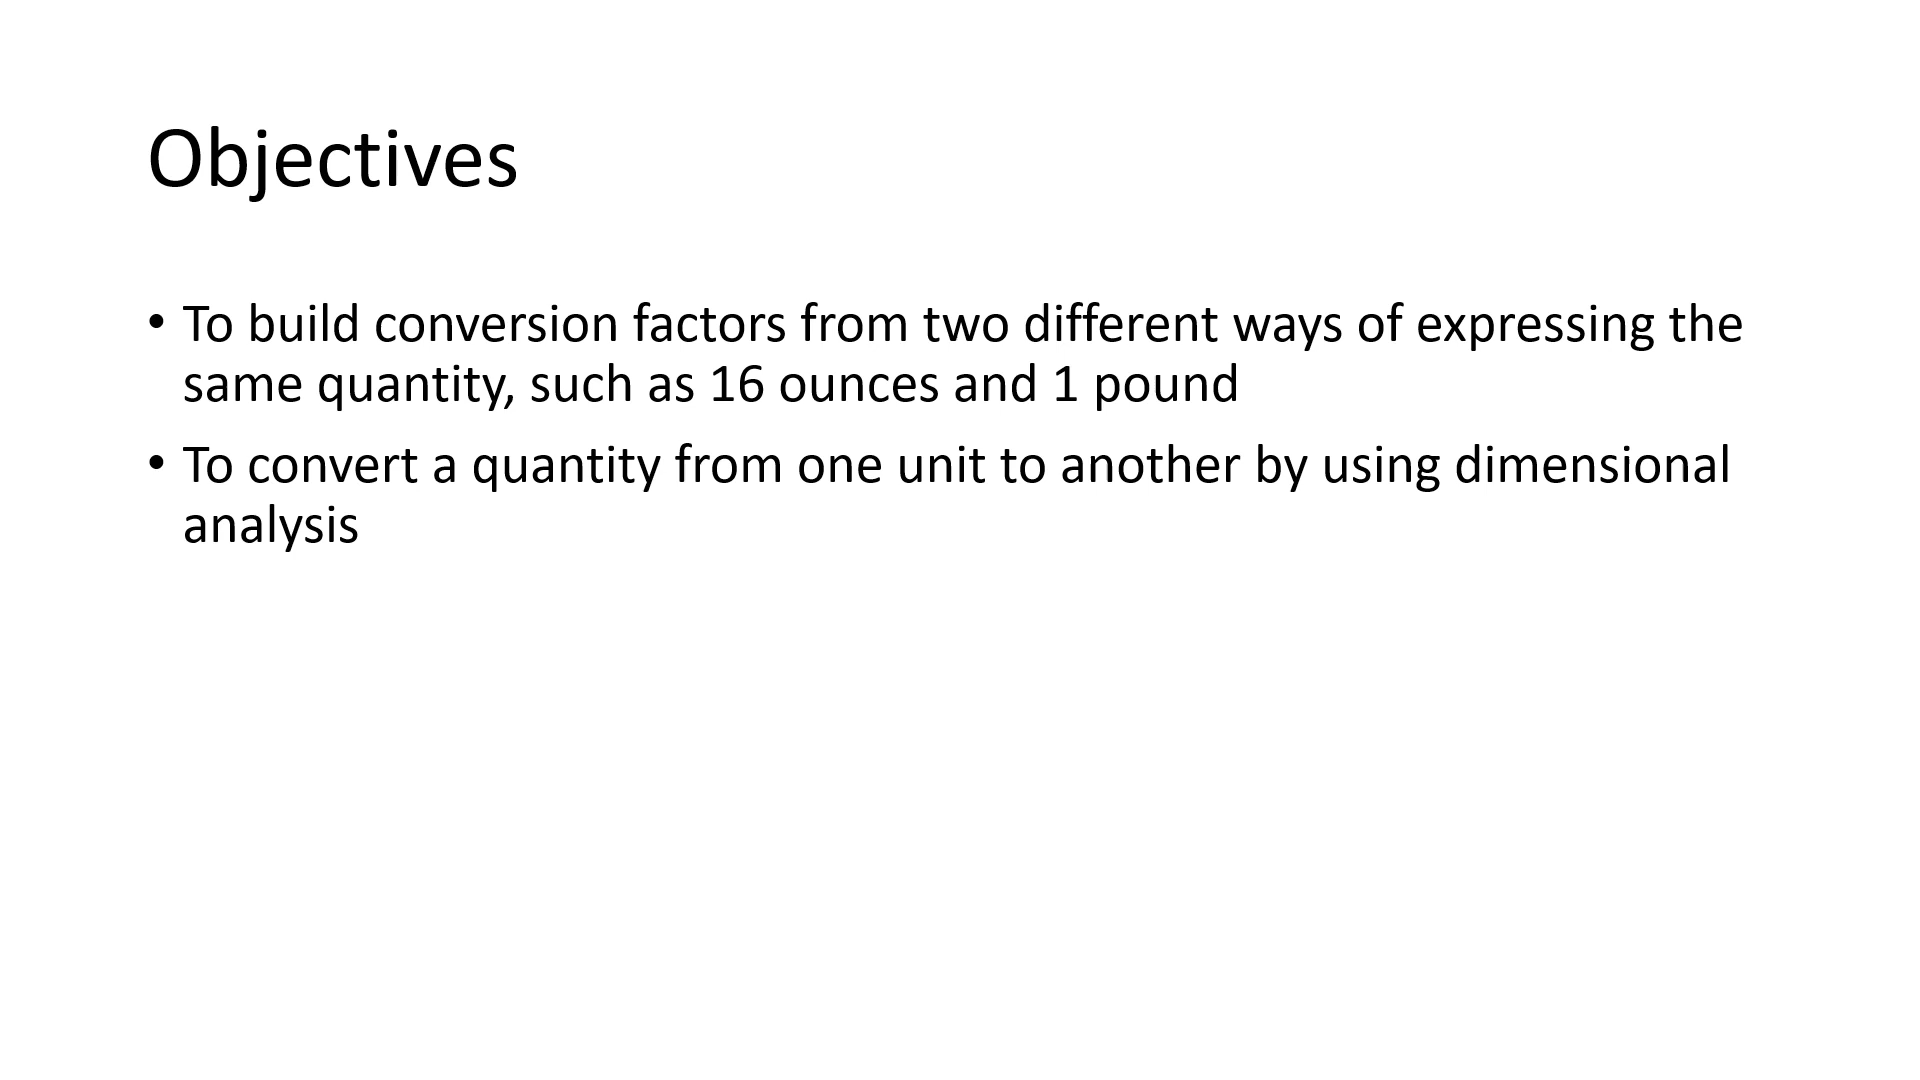 Objectives
• To build conversion factors from two different ways of expressing the
same quantity, such as 16 ounces and 1 pound
• To convert a quantity from one unit to another by using dimensional
analysis